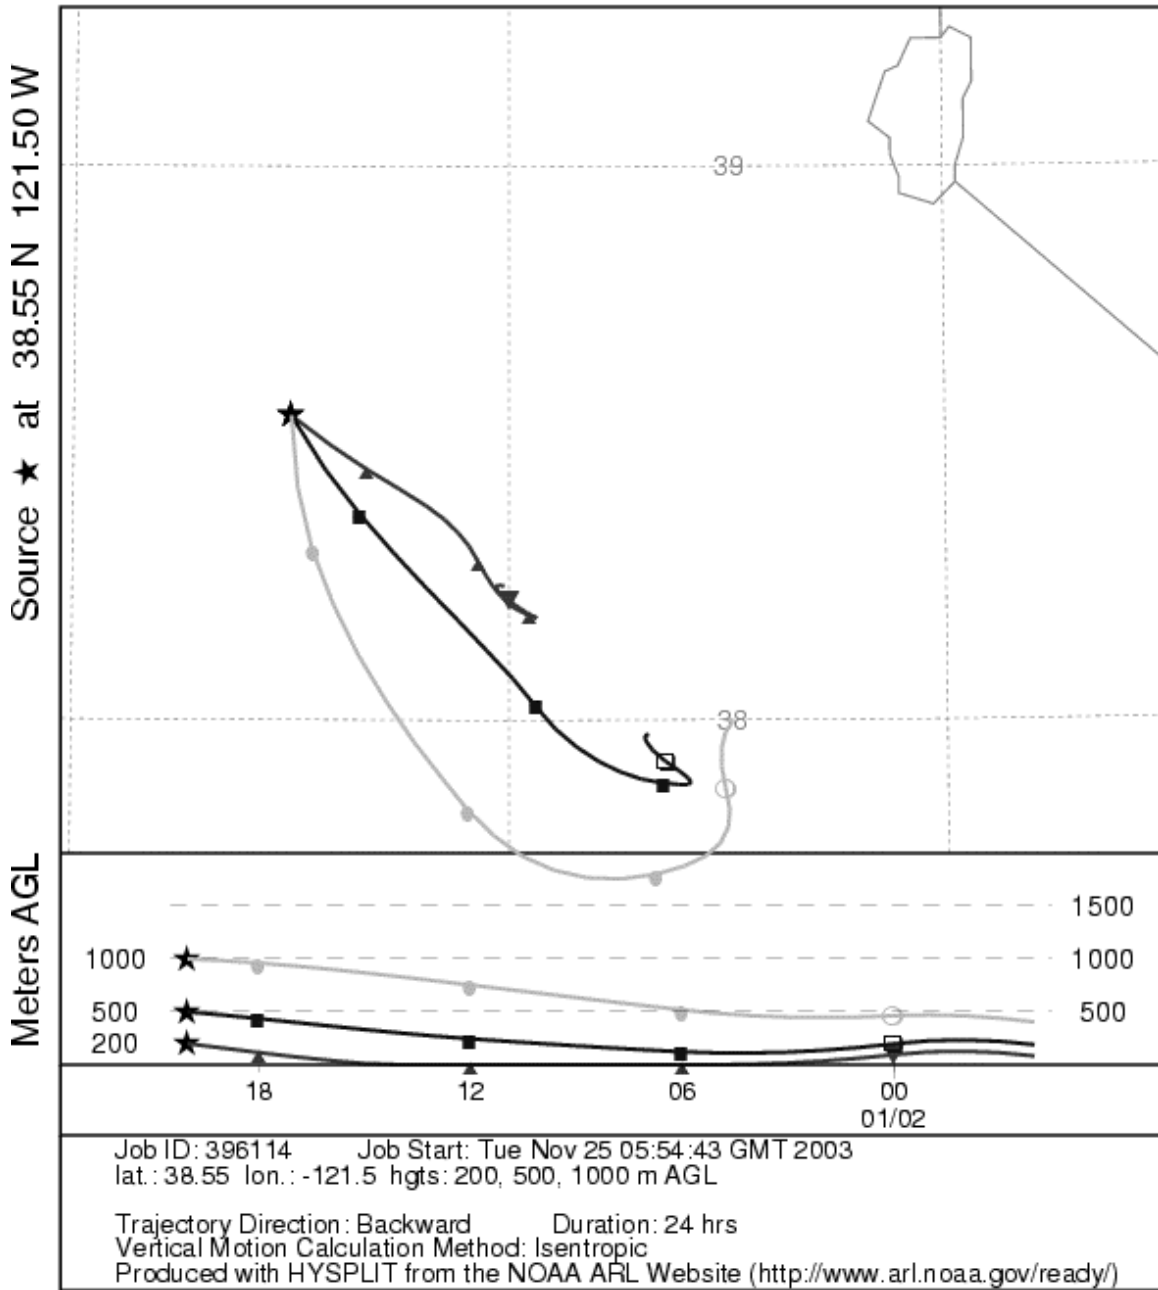 Source ★ at 38.55 N 121.50 W
39
38
Meters AGL
1500
1000 1000
500 500
200
18 12 06 00
01/02
Job ID: 396114 Job Start: Tue Nov 25 05:54:43 GMT 2003
lat.: 38.55 lon.: -121.5 hgts: 200, 500, 1000 m AGL
Trajectory Direction: Backward Duration: 24 hrs
Vertical Motion Calculation Method: Isentropic
Produced with HYSPLIT from the NOAA ARL Website (http://www.arl.noaa.gov/ready/)